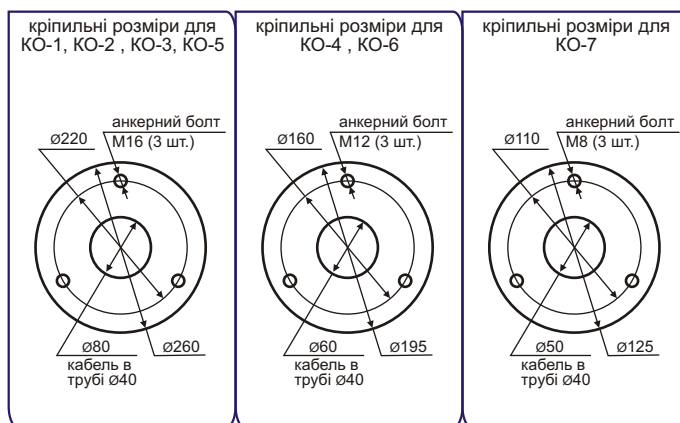 кріпильні розміри для
КО-1, КО-2 , КО-3, КО-5
анкерний болт
М16 (3 шт.)
ø220
ø80
ø260
кабель в
трубі ø40
кріпильні розміри для
КО-4 , КО-6
анкерний болт
М12 (3 шт.)
ø160
ø60
ø195
кабель в
трубі ø40
кріпильні розміри для
КО-7
анкерний болт
М8 (3 шт.)
ø110
ø50
ø125
кабель в
трубі ø40